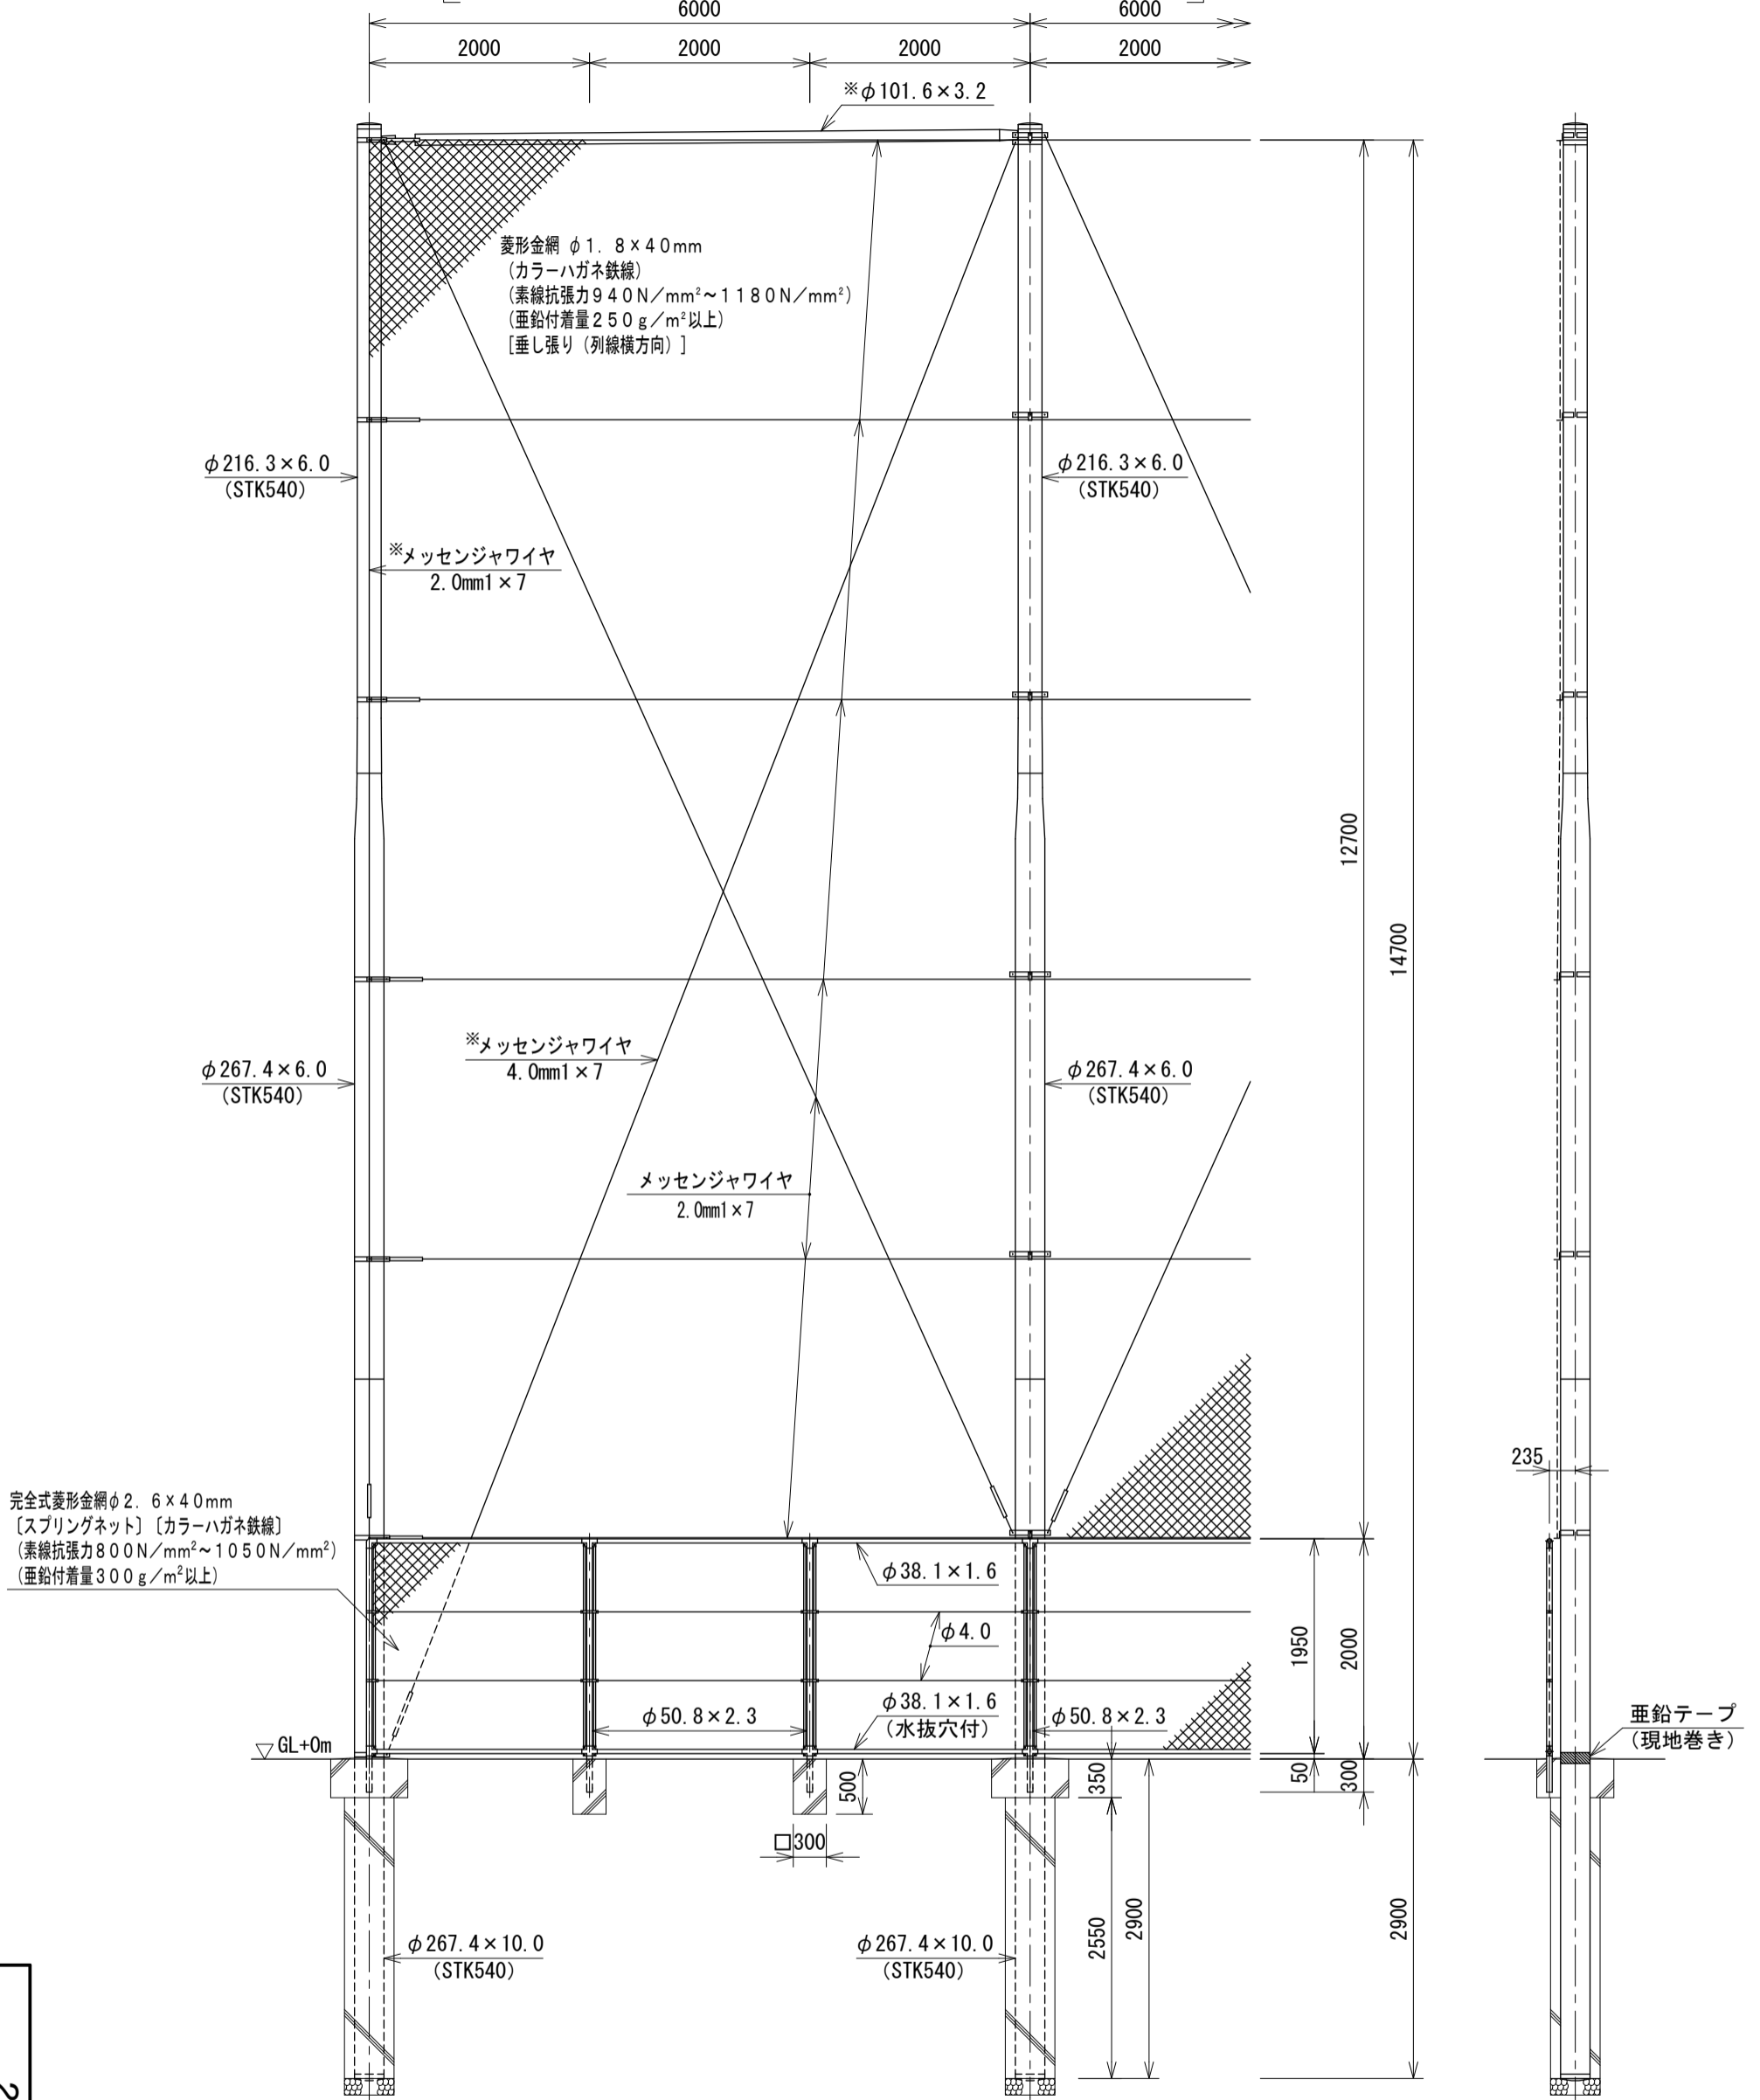 6000
6000
2000
2000
2000
2000
※φ101.6×3.2
菱形金網 φ1.8×40mm
(カラーハガネ鉄線)
(素線抗張力940N/mm²~1180N/mm²)
(亜鉛付着量250g/m²以上)
[垂し張り(列線横方向)]
φ216.3×6.0
(STK540)
φ216.3×6.0
(STK540)
※メッセンジャワイヤ
2.0mm1×7
12700
14700
※メッセンジャワイヤ
4.0mm1×7
φ267.4×6.0
(STK540)
φ267.4×6.0
(STK540)
メッセンジャワイヤ
2.0mm1×7
235
完全式菱形金網φ2.6×40mm
〔スプリングネット〕〔カラーハガネ鉄線〕
(素線抗張力800N/mm²~1050N/mm²)
(亜鉛付着量300g/m²以上)
φ38.1×1.6
φ4.0
1950
2000
φ50.8×2.3
φ38.1×1.6
(水抜穴付)
φ50.8×2.3
亜鉛テープ
(現地巻き)
▽GL+0m
500
350
50
300
□300
2550
2900
2900
φ267.4×10.0
(STK540)
φ267.4×10.0
(STK540)
2